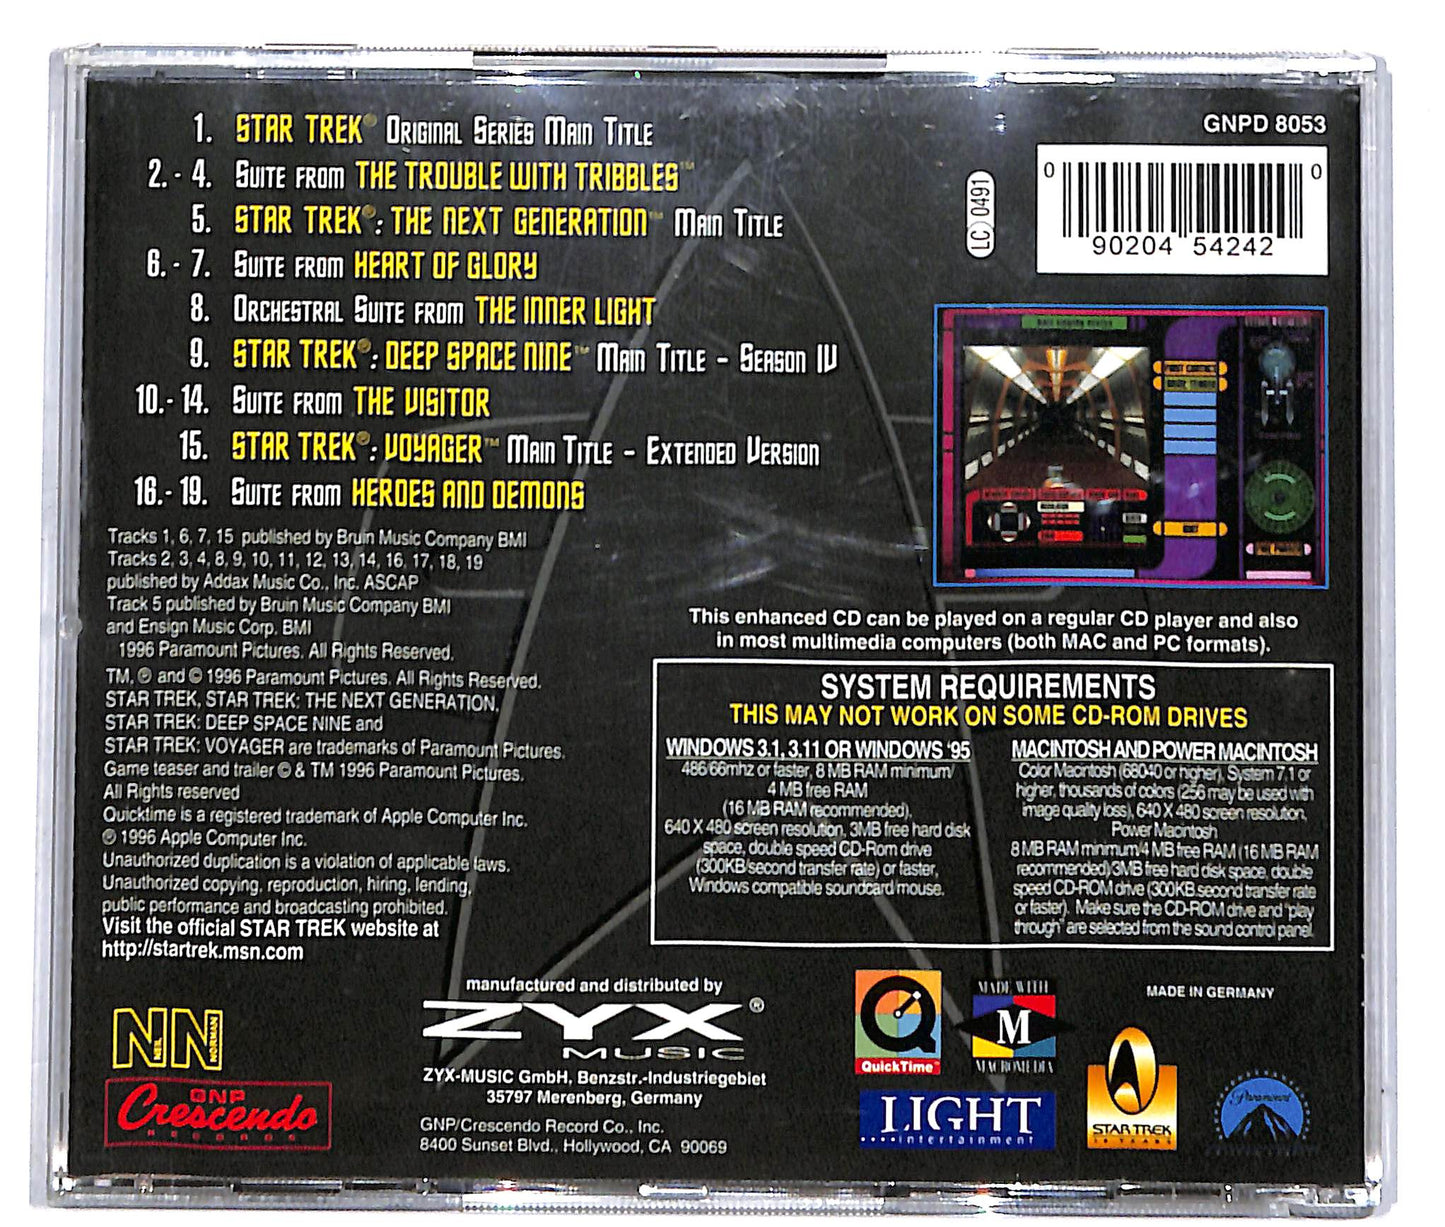 1. STAR TREK® Original Series Main Title
2. - 4. Suite from THE TROUBLE WITH TRIBBLES™
5. STAR TREK®: THE NEXT GENERATION™ Main Title
6. - 7. Suite from HEART OF GLORY
8. Orchestral Suite from THE INNER LIGHT
9. STAR TREK®: DEEP SPACE NINE™ Main Title - Season IV
10. - 14. Suite from THE VISITOR
15. STAR TREK®: VOYAGER™ Main Title - Extended Version
16. - 19. Suite from HEROES AND DEMONS
Tracks 1, 6, 7, 15 published by Bruin Music Company BMI
Tracks 2, 3, 4, 8, 9, 10, 11, 12, 13, 14, 16, 17, 18, 19
published by Addax Music Co., Inc. ASCAP
Track 5 published by Bruin Music Company BMI
and Ensign Music Corp. BMI
1996 Paramount Pictures. All Rights Reserved.
TM, ® and © 1996 Paramount Pictures. All Rights Reserved.
STAR TREK, STAR TREK: THE NEXT GENERATION,
STAR TREK: DEEP SPACE NINE and
STAR TREK: VOYAGER are trademarks of Paramount Pictures.
Game teaser and trailer © & TM 1996 Paramount Pictures.
All Rights reserved
Quicktime is a registered trademark of Apple Computer Inc.
© 1996 Apple Computer Inc.
Unauthorized duplication is a violation of applicable laws.
Unauthorized copying, reproduction, hiring, lending,
public performance and broadcasting prohibited.
Visit the official STAR TREK website at
http://startrek.msn.com
GNPD 8053
LC 0491
0 90204 54242 0
This enhanced CD can be played on a regular CD player and also
in most multimedia computers (both MAC and PC formats).
SYSTEM REQUIREMENTS
THIS MAY NOT WORK ON SOME CD-ROM DRIVES
WINDOWS 3.1, 3.11 OR WINDOWS '95
486/66mhz or faster, 8 MB RAM minimum/
4 MB free RAM
(16 MB RAM recommended),
640 X 480 screen resolution, 3MB free hard disk
space, double speed CD-Rom drive
(300KB/second transfer rate) or faster,
Windows compatible soundcard/mouse.
MACINTOSH AND POWER MACINTOSH
Color Macintosh (68040 or higher), System 7.1 or
higher, thousands of colors (256 may be used with
image quality loss), 640 X 480 screen resolution,
Power Macintosh
8 MB RAM minimum/4 MB free RAM (16 MB RAM
recommended) 3MB free hard disk space, double
speed CD-ROM drive (300KB second transfer rate
or faster). Make sure the CD-ROM drive and "play
through" are selected from the sound control panel.
NN
NEIL NORMAN
GNP
Crescendo
RECORDS
manufactured and distributed by
ZYX®
MUSIC
ZYX-MUSIC GmbH, Benzstr.-Industriegebiet
35797 Merenberg, Germany
GNP/Crescendo Record Co., Inc.
8400 Sunset Blvd., Hollywood, CA 90069
QuickTime™
MADE WITH
M
MACROMEDIA
MADE IN GERMANY
LIGHT
....intertainment
STAR TREK
30 YEARS
Paramount